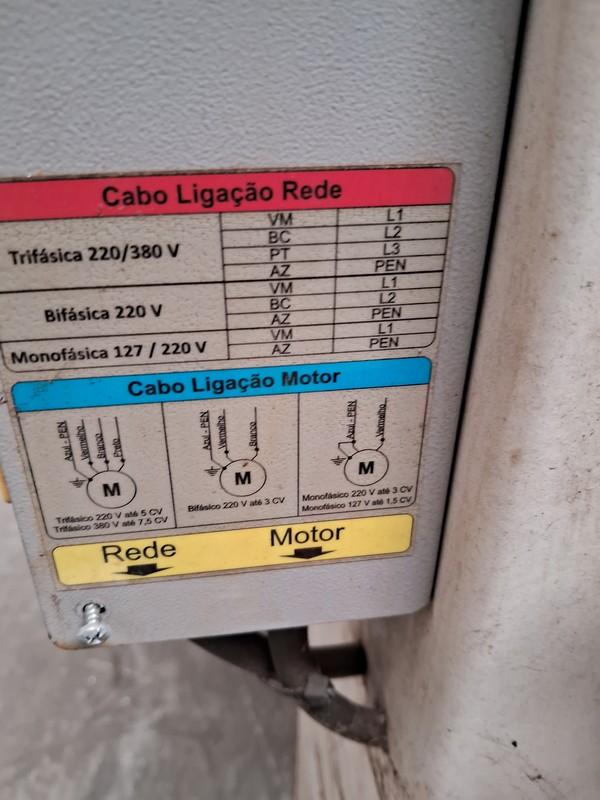 Cabo Ligação Rede
Trifásica 220/380 V
VM L1
BC L2
PT L3
AZ PEN
Bifásica 220 V
VM L1
BC L2
AZ PEN
Monofásica 127 / 220 V
VM L1
AZ PEN
Cabo Ligação Motor
Azul - PEN
Vermelho
Branco
Preto
M
Trifásico 220 V até 5 CV
Trifásico 380 V até 7,5 CV
Azul - PEN
Vermelho
Branco
M
Bifásico 220 V até 3 CV
Azul - PEN
Vermelho
M
Monofásico 220 V até 3 CV
Monofásico 127 V até 1,5 CV
Rede Motor